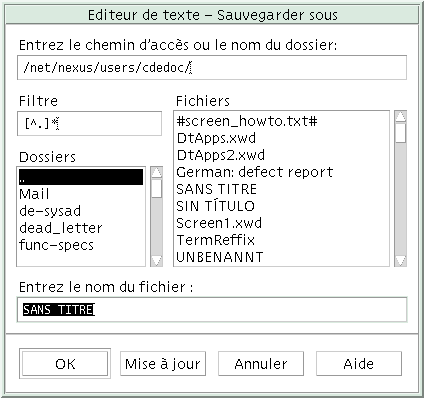 Editeur de texte – Sauvegarder sous
Entrez le chemin d'accès ou le nom du dossier:
/net/nexus/users/cdedoc/
Filtre
[^.]*
Dossiers
..
Mail
de-sysad
dead_letter
func-specs
Fichiers
#screen_howto.txt#
DtApps.xwd
DtApps2.xwd
German: defect report
SANS TITRE
SIN TÍTULO
Screen1.xwd
TermReffix
UNBENANNT
Entrez le nom du fichier :
SANS TITRE
OK
Mise à jour
Annuler
Aide